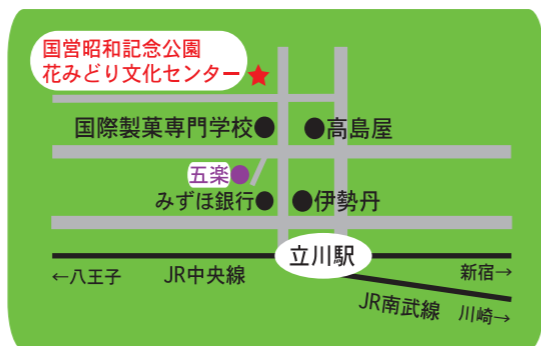 国営昭和記念公園
花みどり文化センター
国際製菓専門学校
高島屋
五楽
みずほ銀行
伊勢丹
立川駅
←八王子
JR中央線
新宿→
JR南武線
川崎→